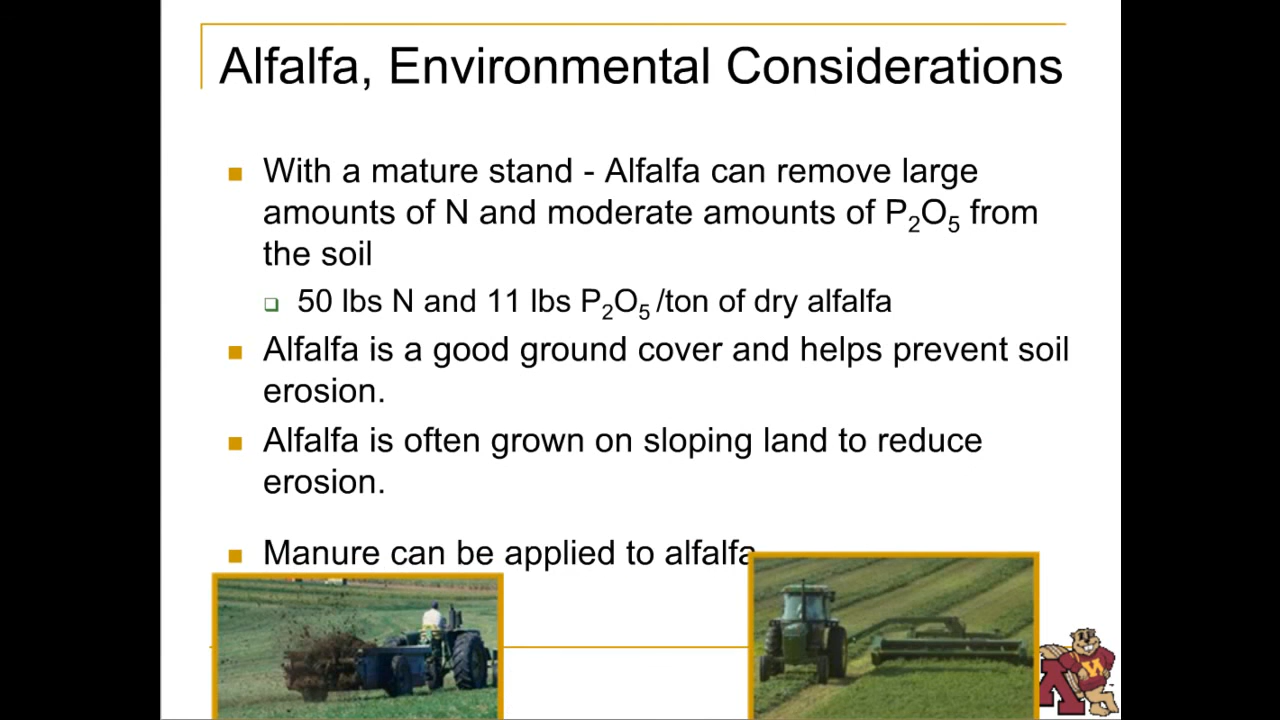 Alfalfa, Environmental Considerations
With a mature stand - Alfalfa can remove large
amounts of N and moderate amounts of P₂O₅ from
the soil
50 lbs N and 11 lbs P₂O₅ /ton of dry alfalfa
Alfalfa is a good ground cover and helps prevent soil
erosion.
Alfalfa is often grown on sloping land to reduce
erosion.
Manure can be applied to alfalfa